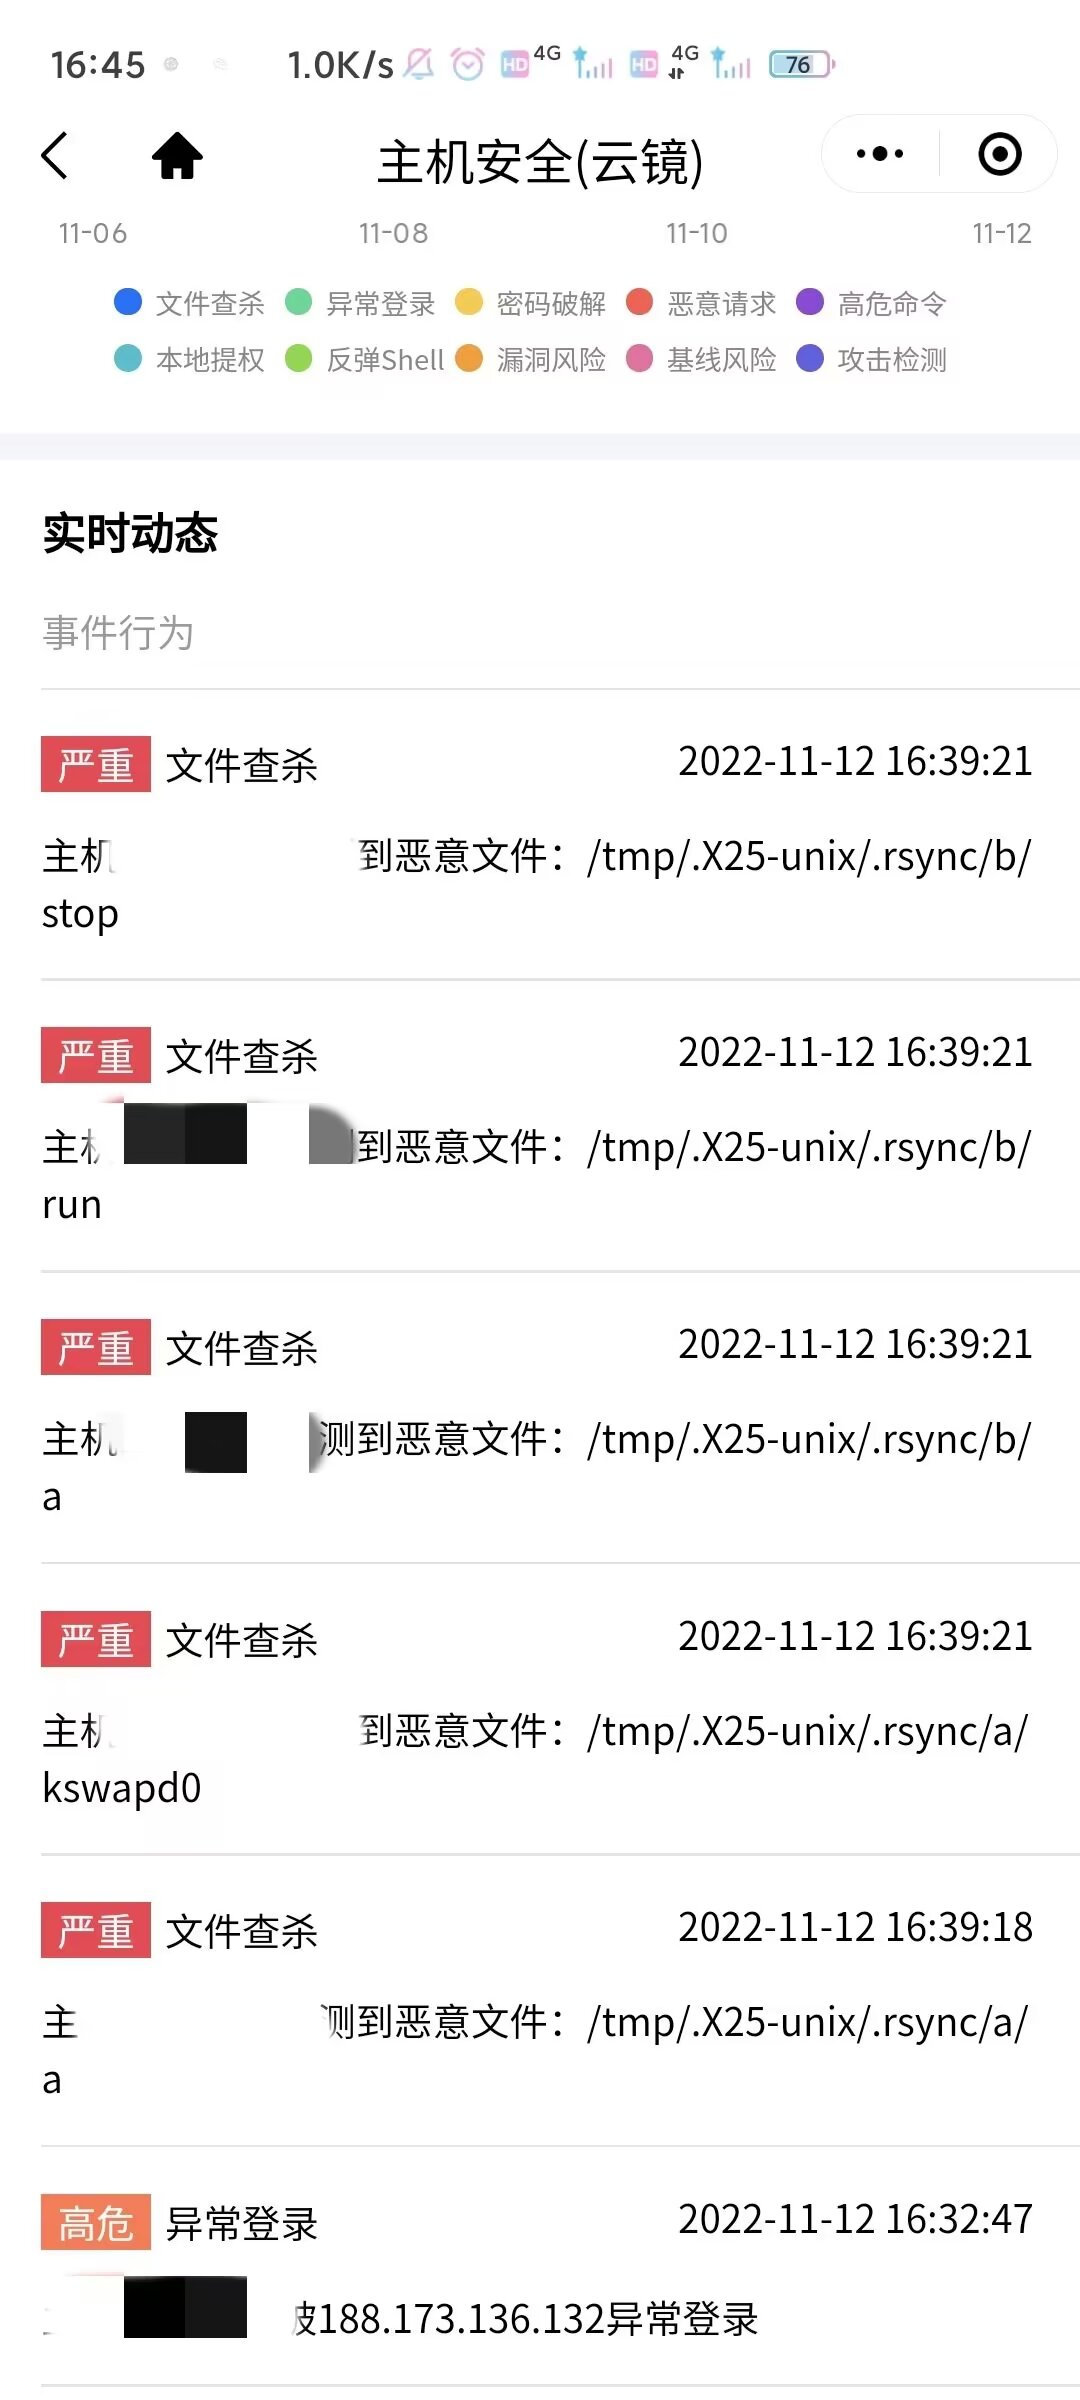 16:45 1.0K/s HD 4G HD 4G 76
主机安全(云镜)
11-06 11-08 11-10 11-12
文件查杀 异常登录 密码破解 恶意请求 高危命令
本地提权 反弹Shell 漏洞风险 基线风险 攻击检测
实时动态
事件行为
严重 文件查杀 2022-11-12 16:39:21
主机 到恶意文件：/tmp/.X25-unix/.rsync/b/
stop
严重 文件查杀 2022-11-12 16:39:21
主机 到恶意文件：/tmp/.X25-unix/.rsync/b/
run
严重 文件查杀 2022-11-12 16:39:21
主机 测到恶意文件：/tmp/.X25-unix/.rsync/b/
a
严重 文件查杀 2022-11-12 16:39:21
主机 到恶意文件：/tmp/.X25-unix/.rsync/a/
kswapd0
严重 文件查杀 2022-11-12 16:39:18
主 测到恶意文件：/tmp/.X25-unix/.rsync/a/
a
高危 异常登录 2022-11-12 16:32:47
被188.173.136.132异常登录